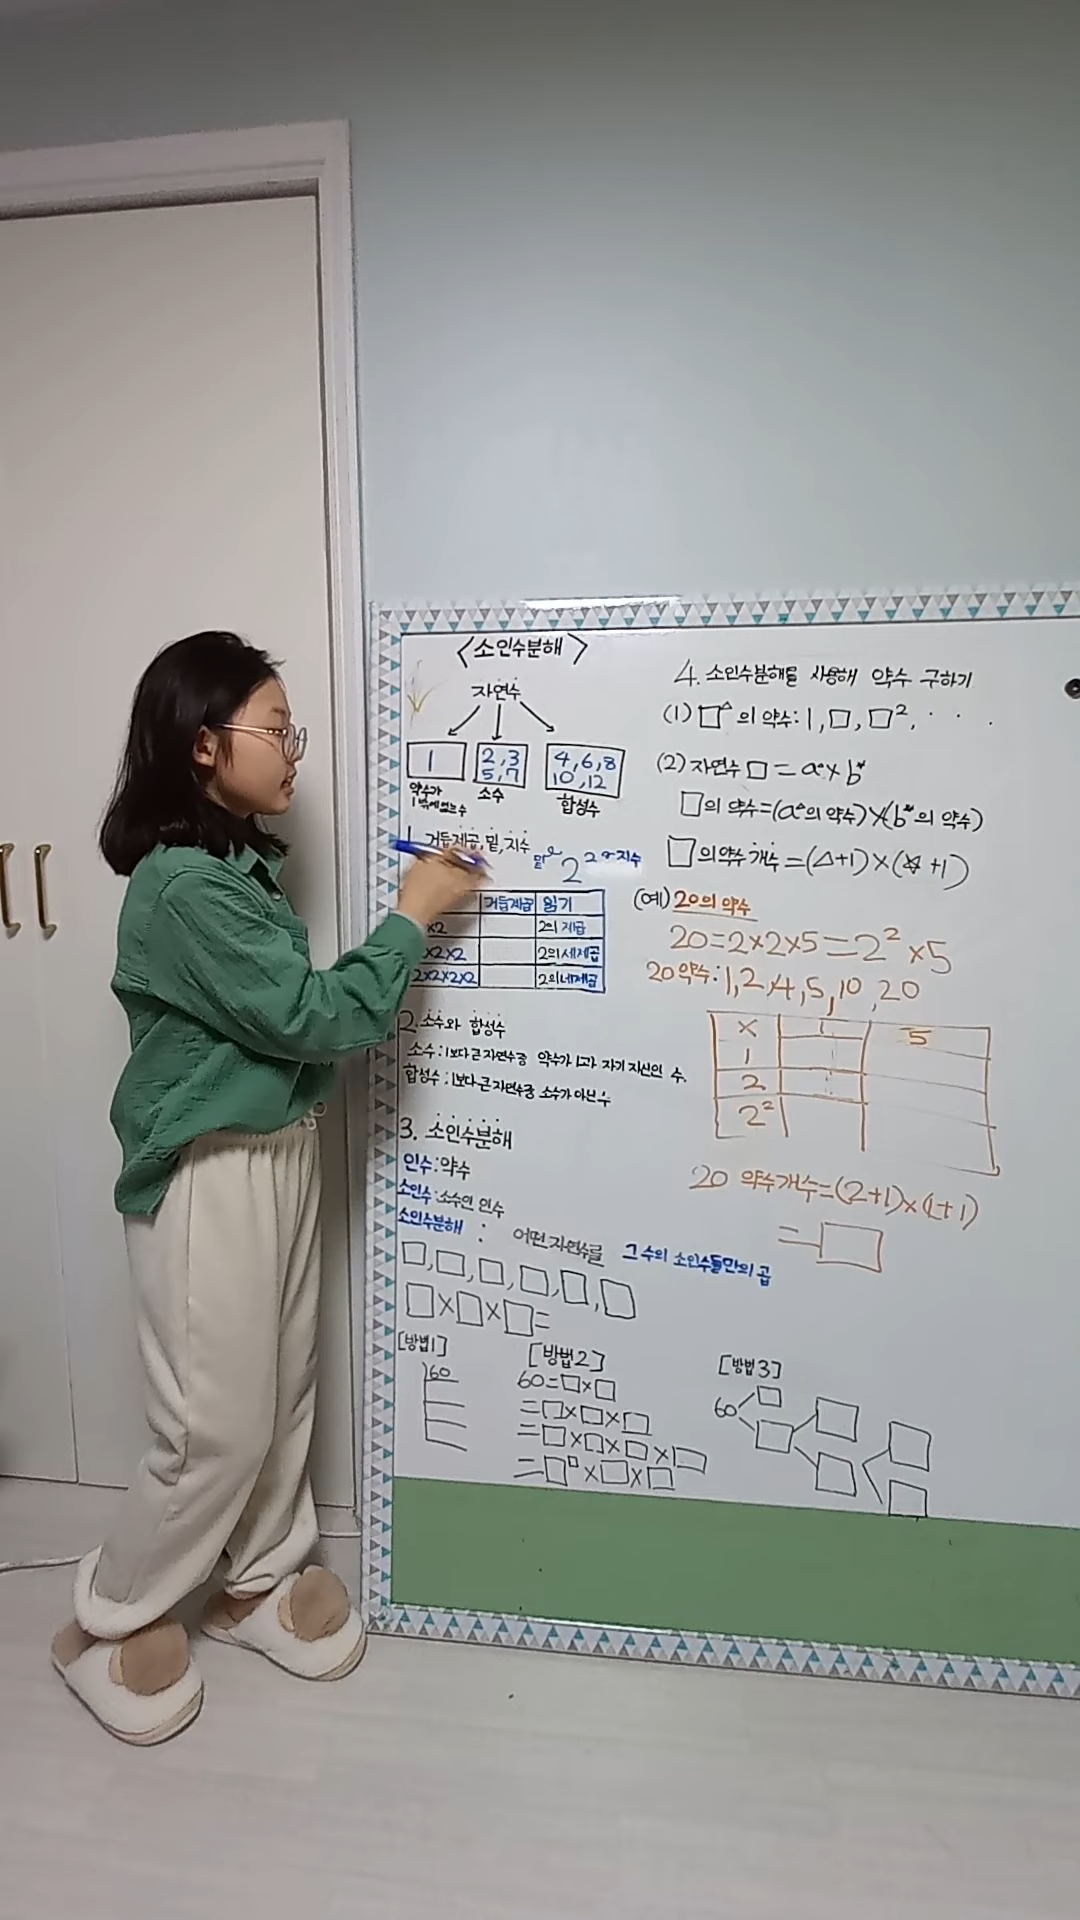 <소인수분해>
자연수
1
2,3
5,7
4,6,8
10,12
약수가
1밖에 없는 수
소수
합성수
1. 거듭제곱, 밑, 지수
밑 2² 지수
거듭제곱 읽기
×2 2의 제곱
×2×2 2의 세제곱
2×2×2×2 2의 네제곱
2. 소수와 합성수
소수: 1보다 큰 자연수중 약수가 1과 자기 자신인 수.
합성수: 1보다 큰 자연수중 소수가 아닌 수
3. 소인수분해
인수: 약수
소인수: 소수인 인수
소인수분해 : 어떤 자연수를 그 수의 소인수들만의 곱
□,□,□,□,□,□
□×□×□=
[방법1]
60
[방법2]
60=□×□
=□×□×□
=□×□×□×□
=□^□×□×□
[방법3]
60
4. 소인수분해를 사용해 약수 구하기
(1) □^△의 약수: 1, □, □², · · ·
(2) 자연수 □ = a^△×b^☆
□의 약수=(a^△의 약수)×(b^☆의 약수)
□의 약수 개수=(△+1)×(☆+1)
(예) 20의 약수
20=2×2×5=2²×5
20 약수: 1,2,4,5,10,20
× 1 5
1
2
2²
20 약수개수=(2+1)×(1+1)
=□